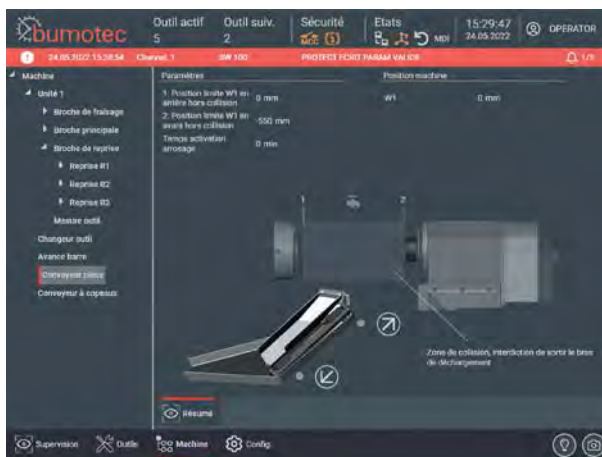 bumotec
Outil actif
5
Outil suiv.
2
Sécurité
MCC
Etats
MDI
15:29:47
24.05.2022
OPERATOR
24.05.2022 15:28:54 Channel: 1 SW 100 PROTECT ECRIT PARAM VALIDE 1/9
Machine
Unité 1
Broche de fraisage
Broche principale
Broche de reprise
Reprise R1
Reprise R2
Reprise R3
Mesure outil
Changeur outil
Avance barre
Convoyeur pièce
Convoyeur à copeaux
Paramètres
1: Position limite W1 en
arrière hors collision
0 mm
2: Position limite W1 en
avant hors collision
-550 mm
Temps activation
arrosage
0 min
Position machine
W1 0 mm
1 2
Zone de collision, interdiction de sortir le bras
de déchargement
Résumé
Supervision Outils Machine Config.